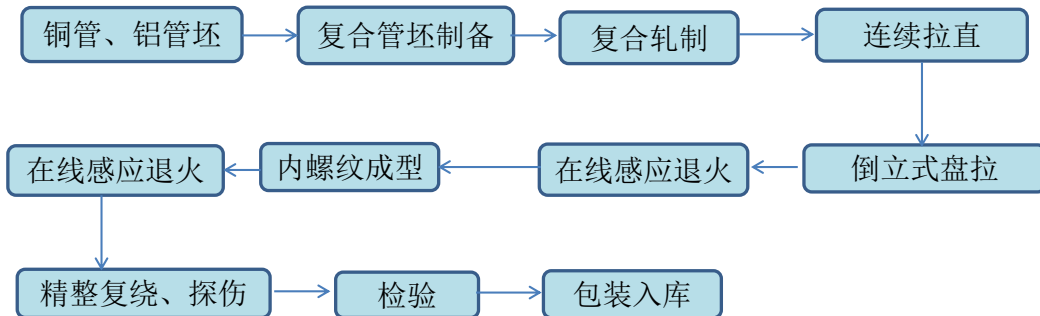 铜管、铝管坯
复合管坯制备
复合轧制
连续拉直
倒立式盘拉
在线感应退火
内螺纹成型
在线感应退火
精整复绕、探伤
检验
包装入库